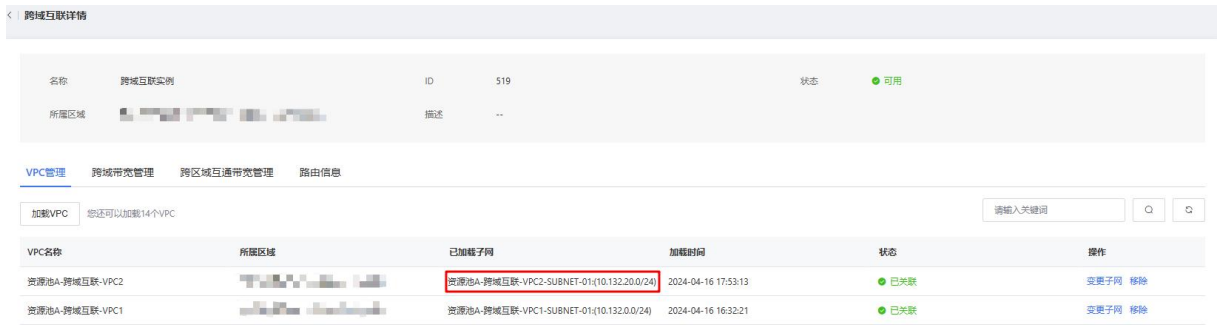 < 跨域互联详情
名称 跨域互联实例 ID 519 状态 可用
所属区域 描述 --
VPC管理 跨域带宽管理 跨区域互通带宽管理 路由信息
加载VPC 您还可以加载14个VPC 请输入关键词
VPC名称 所属区域 已加载子网 加载时间 状态 操作
资源池A-跨域互联-VPC2 资源池A-跨域互联-VPC2-SUBNET-01:(10.132.20.0/24) 2024-04-16 17:53:13 已关联 变更子网 移除
资源池A-跨域互联-VPC1 资源池A-跨域互联-VPC1-SUBNET-01:(10.132.0.0/24) 2024-04-16 16:32:21 已关联 变更子网 移除